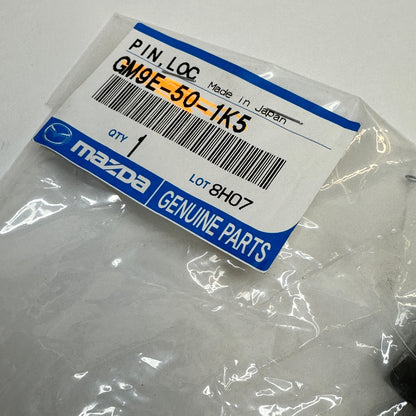 PIN, LOC
Made in Japan
GM9E-50-1K5
QTY 1
LOT 8H07
mazda
GENUINE PARTS